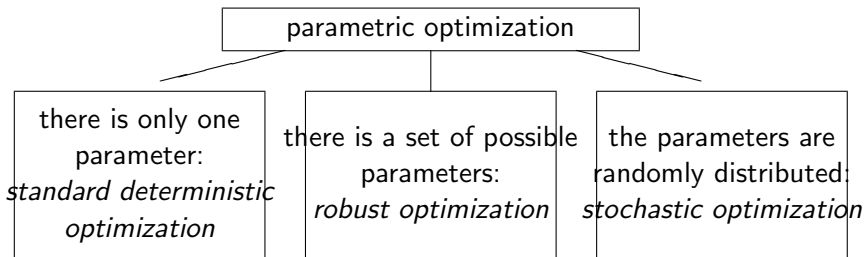 parametric optimization
there is only one
parameter:
standard deterministic
optimization
there is a set of possible
parameters:
robust optimization
the parameters are
randomly distributed:
stochastic optimization